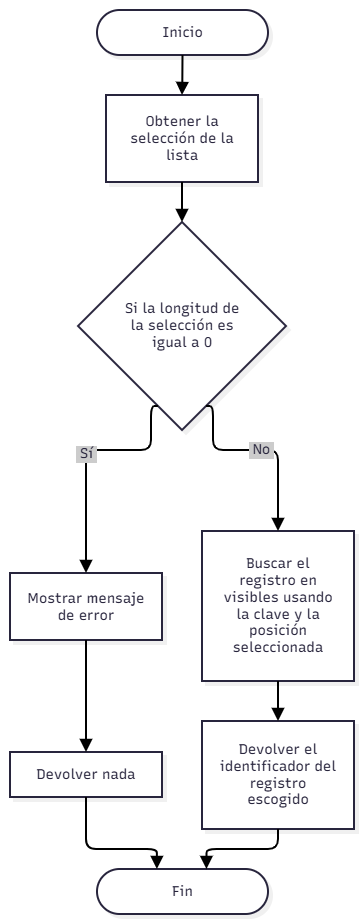 Inicio
Obtener la
selección de la
lista
Si la longitud de
la selección es
igual a 0
Sí
No
Mostrar mensaje
de error
Buscar el
registro en
visibles usando
la clave y la
posición
seleccionada
Devolver nada
Devolver el
identificador del
registro
escogido
Fin